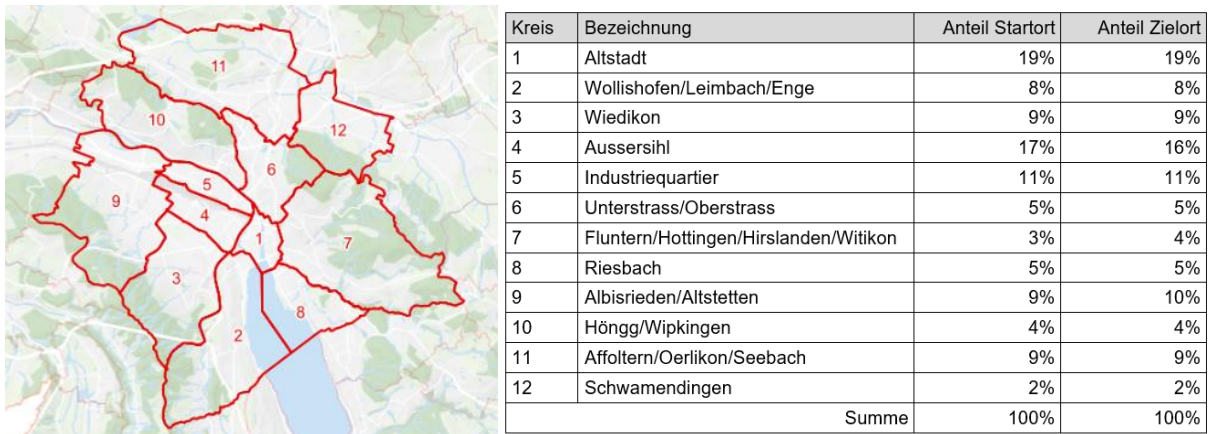 11
10
12
6
9
5
4
7
1
3
8
2
Kreis Bezeichnung Anteil Startort Anteil Zielort
1 Altstadt 19% 19%
2 Wollishofen/Leimbach/Enge 8% 8%
3 Wiedikon 9% 9%
4 Aussersihl 17% 16%
5 Industriequartier 11% 11%
6 Unterstrass/Oberstrass 5% 5%
7 Fluntern/Hottingen/Hirslanden/Witikon 3% 4%
8 Riesbach 5% 5%
9 Albisrieden/Altstetten 9% 10%
10 Höngg/Wipkingen 4% 4%
11 Affoltern/Oerlikon/Seebach 9% 9%
12 Schwamendingen 2% 2%
Summe 100% 100%